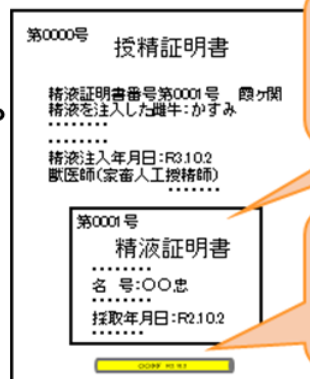 第0000号
授精証明書
精液証明書番号第0001号 霞ヶ関
精液を注入した雌牛:かすみ
‥‥‥‥
‥‥‥‥
精液注入年月日:R3.10.2
獣医師(家畜人工授精師)
‥‥‥‥
第0001号
精液証明書
‥‥‥‥
名 号:〇〇忠
‥‥‥‥
採取年月日:R2.10.2
‥‥‥‥